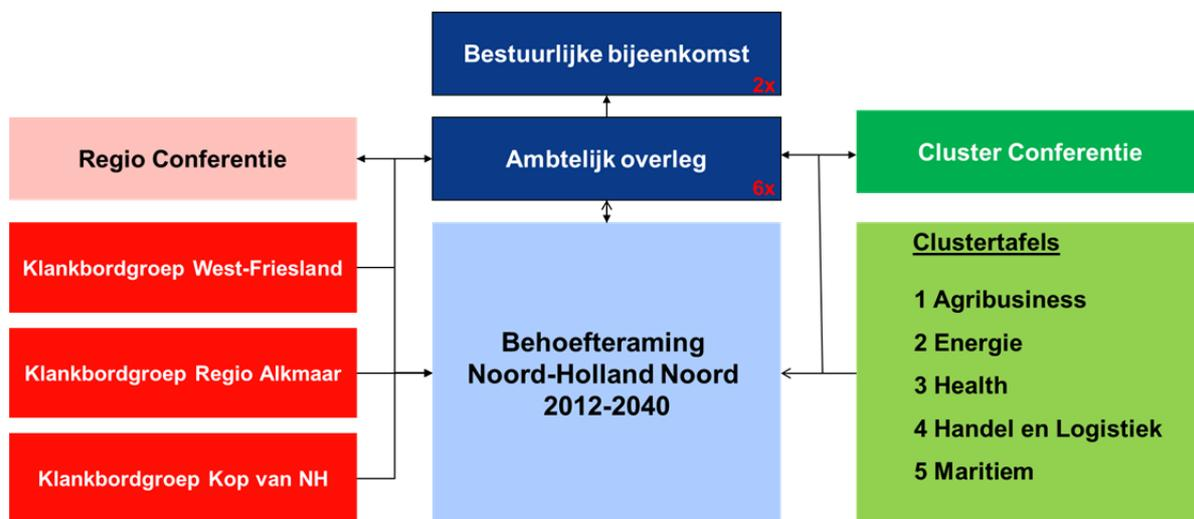 Bestuurlijke bijeenkomst
2x
Regio Conferentie
Ambtelijk overleg
6x
Cluster Conferentie
Klankbordgroep West-Friesland
Klankbordgroep Regio Alkmaar
Klankbordgroep Kop van NH
Behoefteraming
Noord-Holland Noord
2012-2040
Clustertafels
1 Agribusiness
2 Energie
3 Health
4 Handel en Logistiek
5 Maritiem